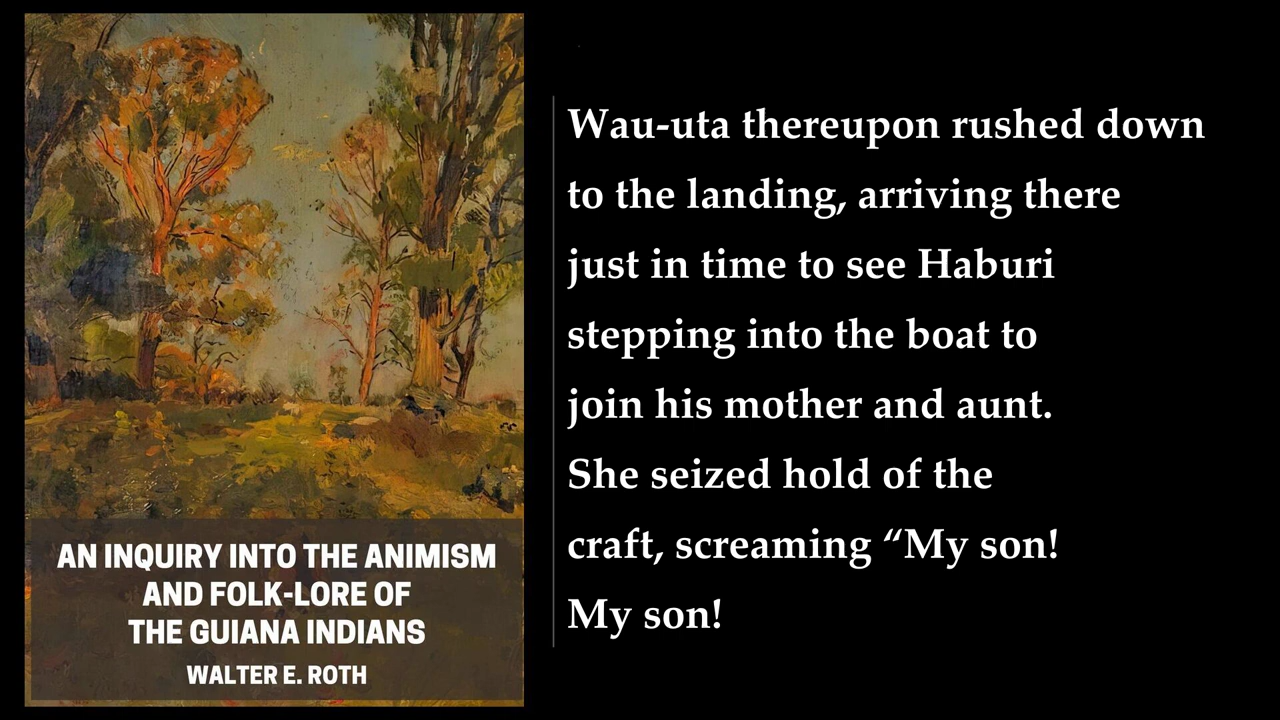 AN INQUIRY INTO THE ANIMISM
AND FOLK-LORE OF
THE GUIANA INDIANS
WALTER E. ROTH
Wau-uta thereupon rushed down
to the landing, arriving there
just in time to see Haburi
stepping into the boat to
join his mother and aunt.
She seized hold of the
craft, screaming “My son!
My son!